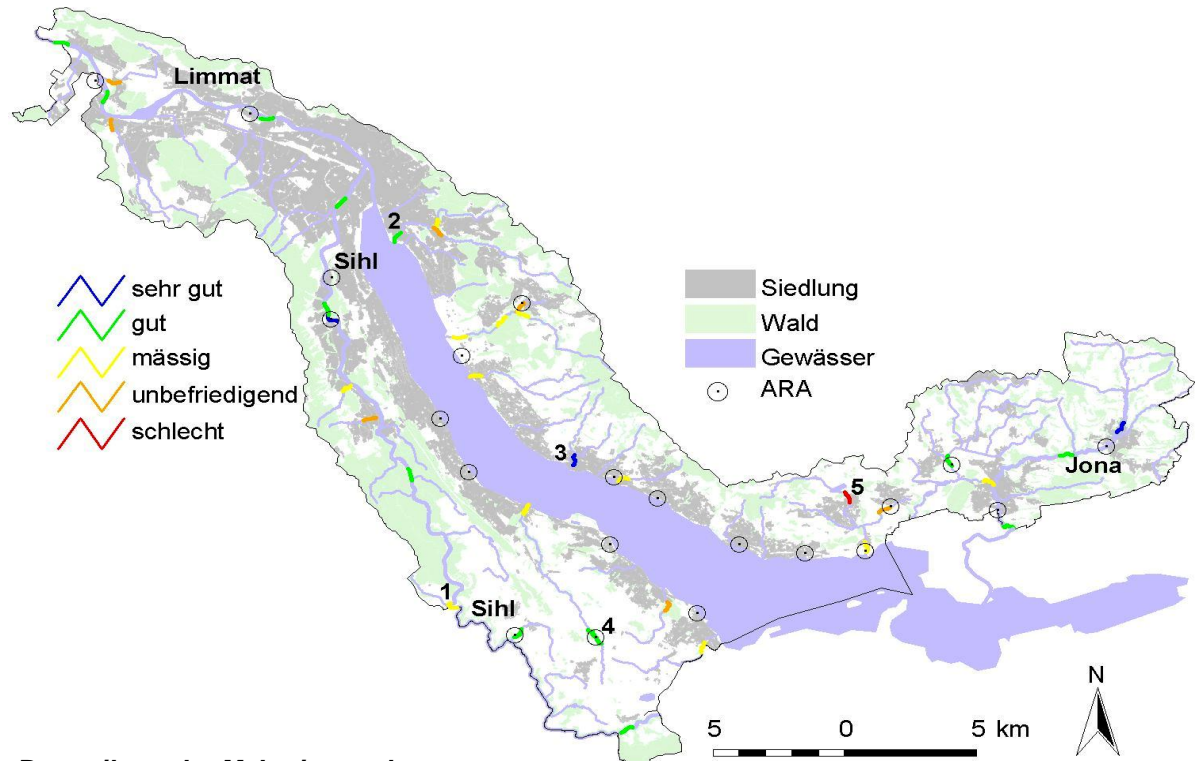 Limmat
2
Sihl
sehr gut
gut
mässig
unbefriedigend
schlecht
Siedlung
Wald
Gewässer
ARA
3
5
Jona
1
Sihl
4
N
5 0 5 km